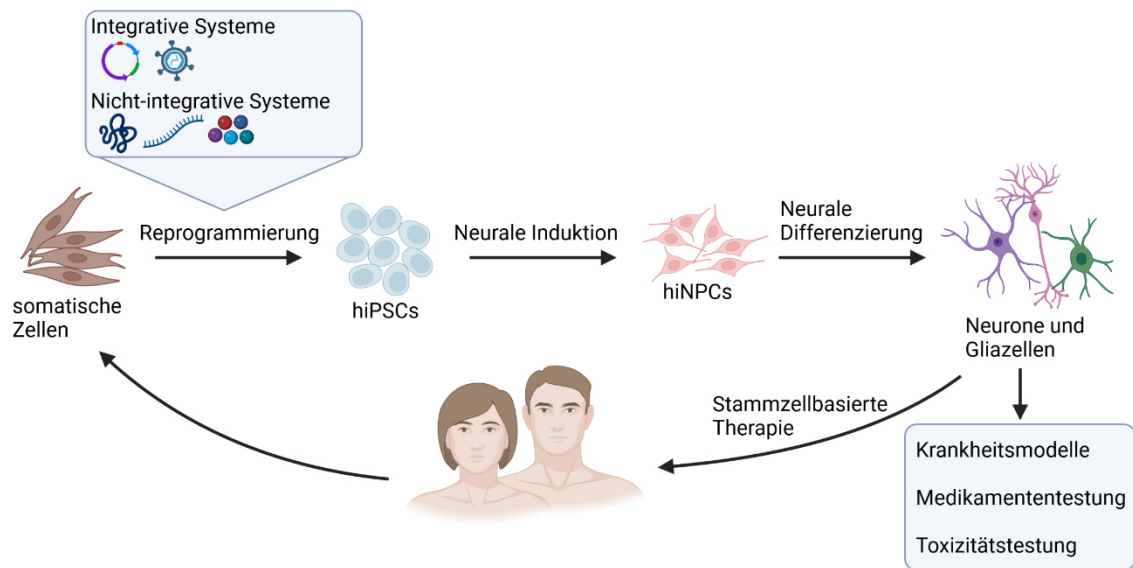 Integrative Systeme
Nicht-integrative Systeme
Reprogrammierung
Neurale Induktion
Neurale
Differenzierung
somatische
Zellen
hiPSCs
hiNPCs
Neurone und
Gliazellen
Stammzellbasierte
Therapie
Krankheitsmodelle
Medikamententestung
Toxizitätstestung